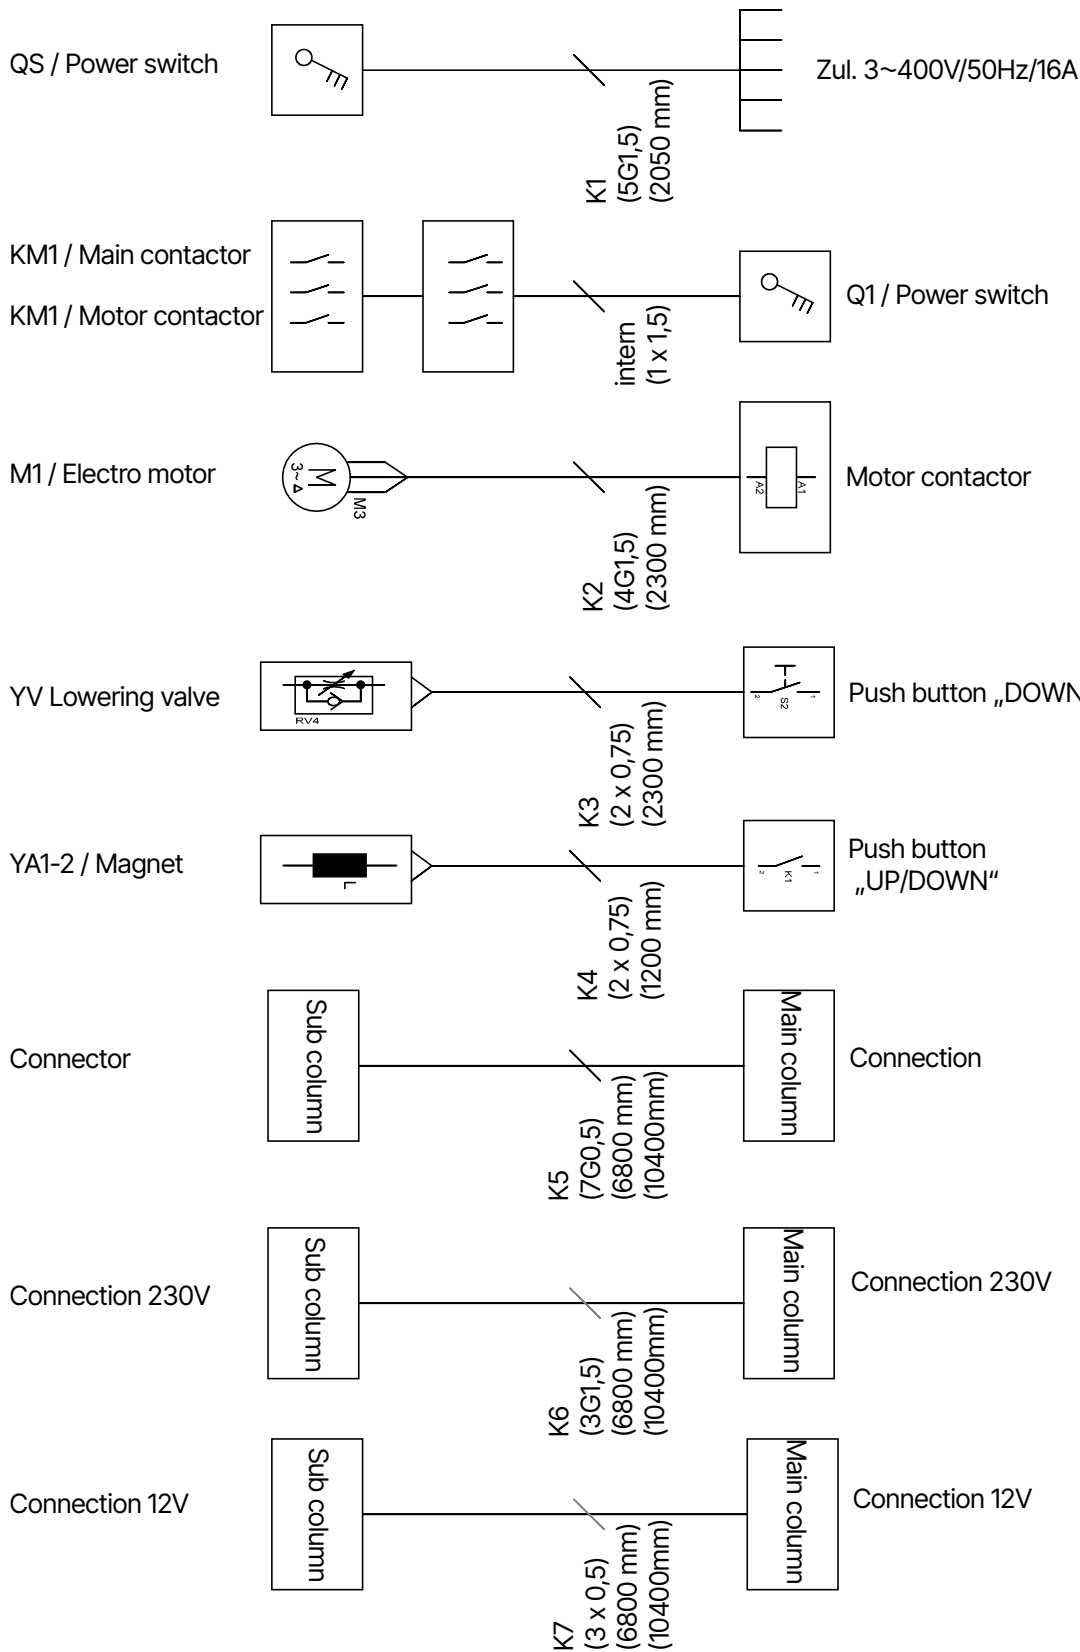 QS / Power switch
Zul. 3~400V/50Hz/16A
K1
(5G1,5)
(2050 mm)
KM1 / Main contactor
KM1 / Motor contactor
intern
(1 x 1,5)
Q1 / Power switch
M1 / Electro motor
M
3~
M3
K2
(4G1,5)
(2300 mm)
A2
A1
Motor contactor
YV Lowering valve
RV4
K3
(2 x 0,75)
(2300 mm)
2
S2
1
Push button „DOWN
YA1-2 / Magnet
L
K4
(2 x 0,75)
(1200 mm)
2
K1
1
Push button
„UP/DOWN“
Connector
Sub column
K5
(7G0,5)
(6800 mm)
(10400mm)
Main column
Connection
Connection 230V
Sub column
K6
(3G1,5)
(6800 mm)
(10400mm)
Main column
Connection 230V
Connection 12V
Sub column
K7
(3 x 0,5)
(6800 mm)
(10400mm)
Main column
Connection 12V